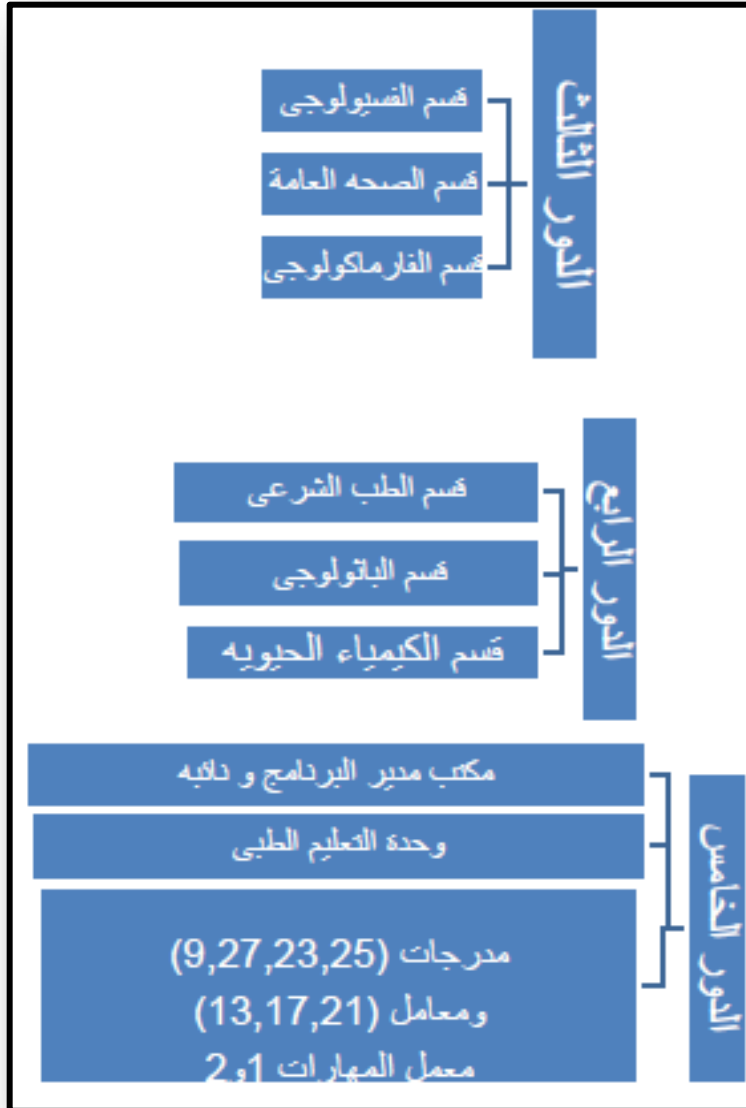 الدور الثالث
قسم الفسيولوجى
قسم الصحه العامة
قسم الفارماكولوجى
الدور الرابع
قسم الطب الشرعى
قسم الباثولوجى
قسم الكيمياء الحيويه
الدور الخامس
مكتب مدير البرنامج و نائبه
وحدة التعليم الطبى
مدرجات (9,27,23,25)
ومعامل (13,17,21)
معمل المهارات 1و2